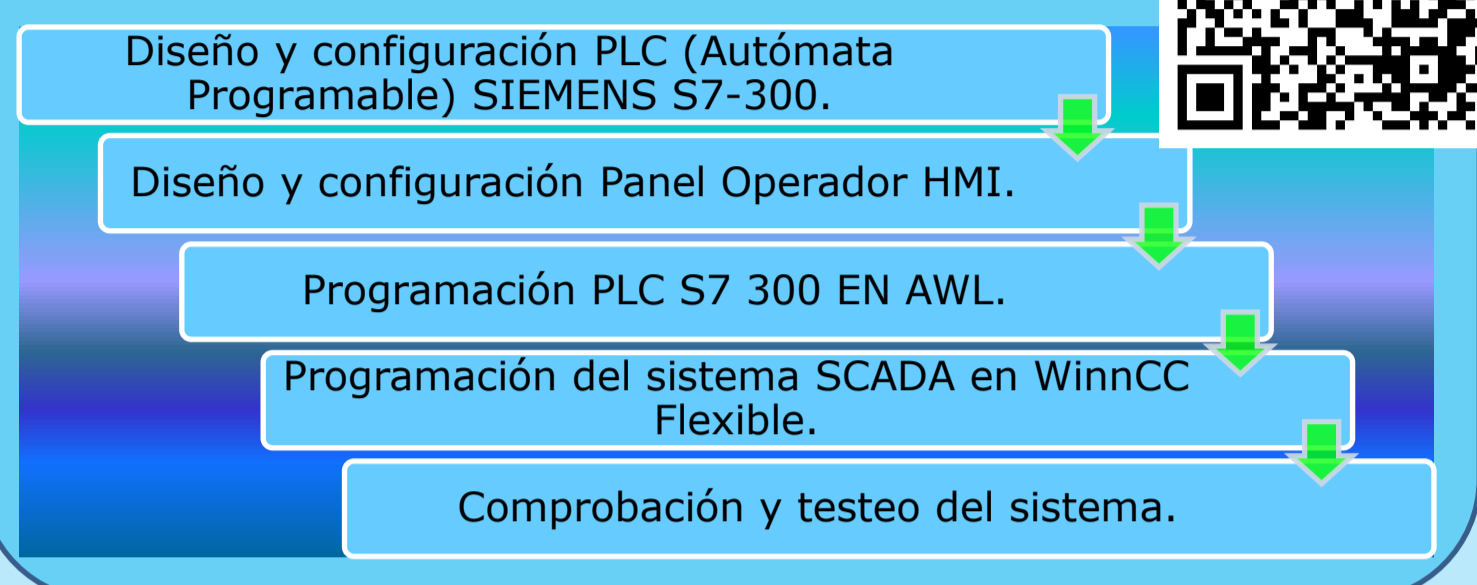 Diseño y configuración PLC (Autómata
Programable) SIEMENS S7-300.
Diseño y configuración Panel Operador HMI.
Programación PLC S7 300 EN AWL.
Programación del sistema SCADA en WinnCC
Flexible.
Comprobación y testeo del sistema.